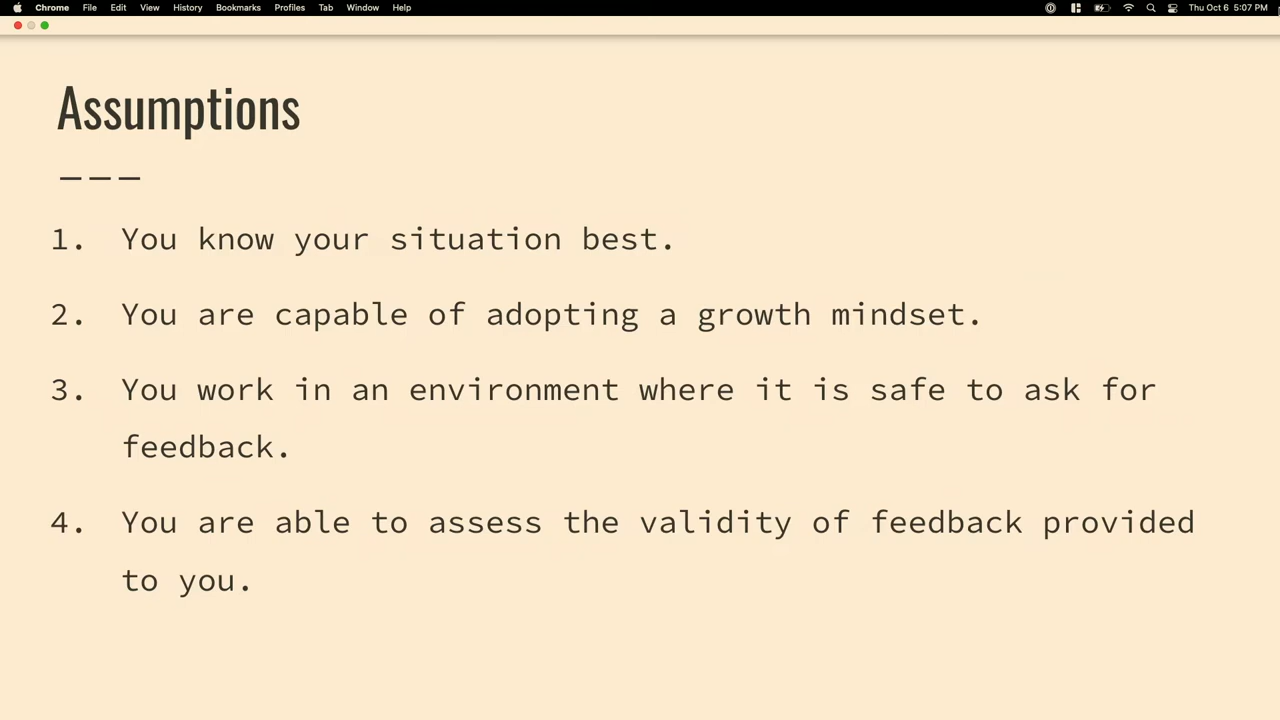 Chrome File Edit View History Bookmarks Profiles Tab Window Help Thu Oct 6 5:07 PM
Assumptions
———
1. You know your situation best.
2. You are capable of adopting a growth mindset.
3. You work in an environment where it is safe to ask for
feedback.
4. You are able to assess the validity of feedback provided
to you.